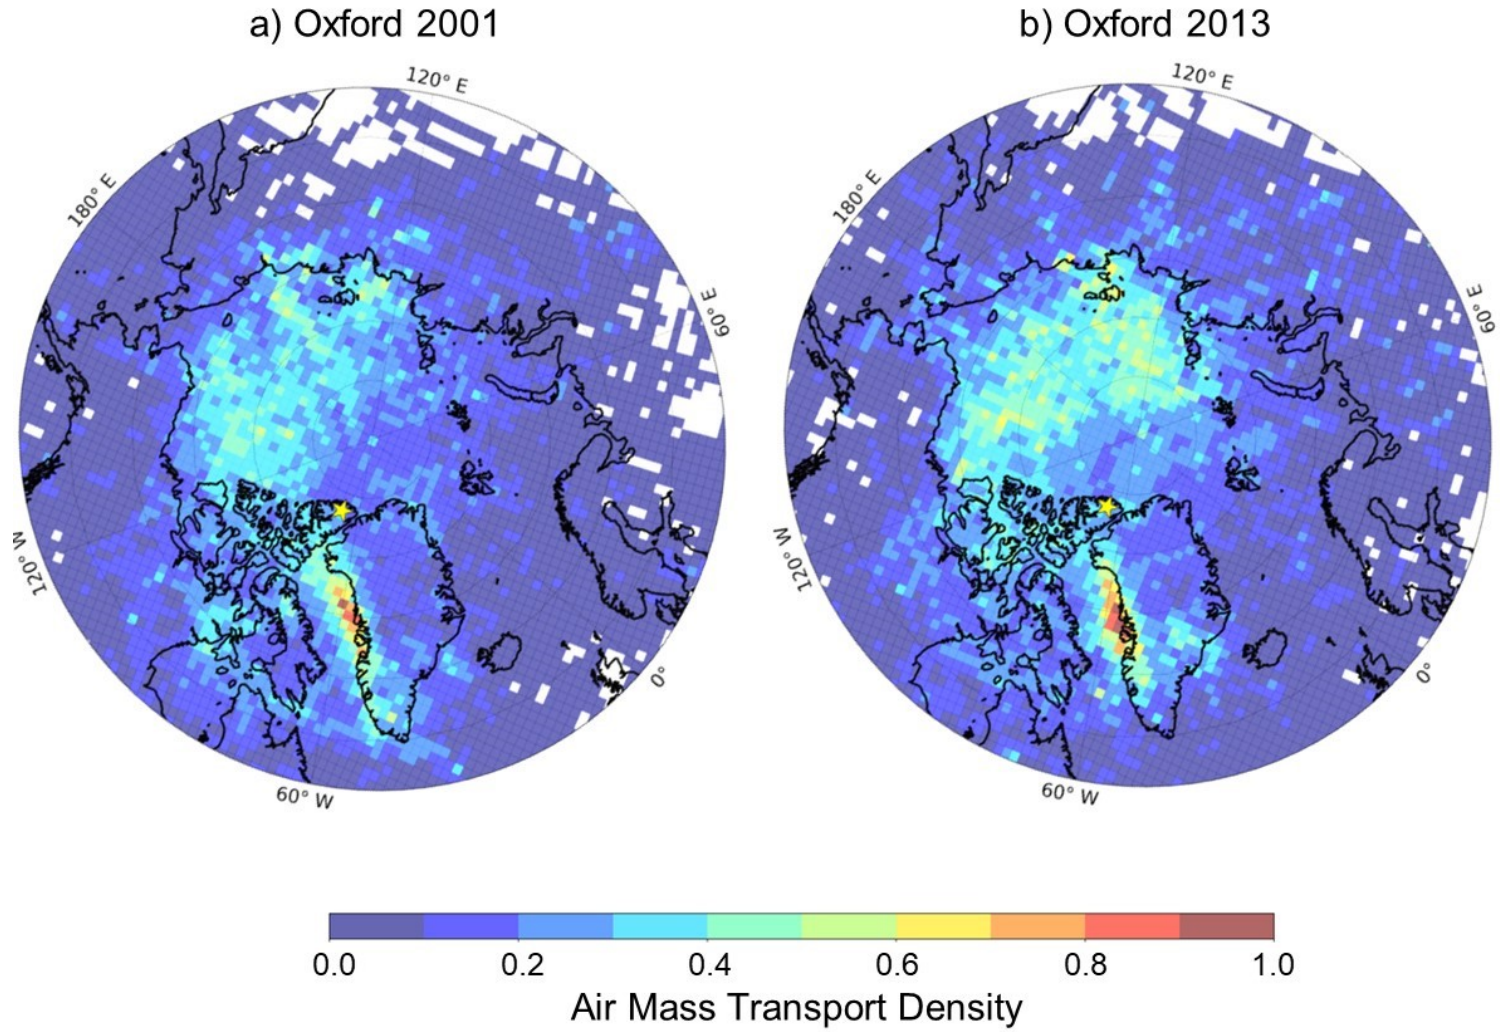 a) Oxford 2001
b) Oxford 2013
120° E
120° E
180° E
180° E
60° E
60° E
120° W
120° W
0°
0°
60° W
60° W
0.0 0.2 0.4 0.6 0.8 1.0
Air Mass Transport Density